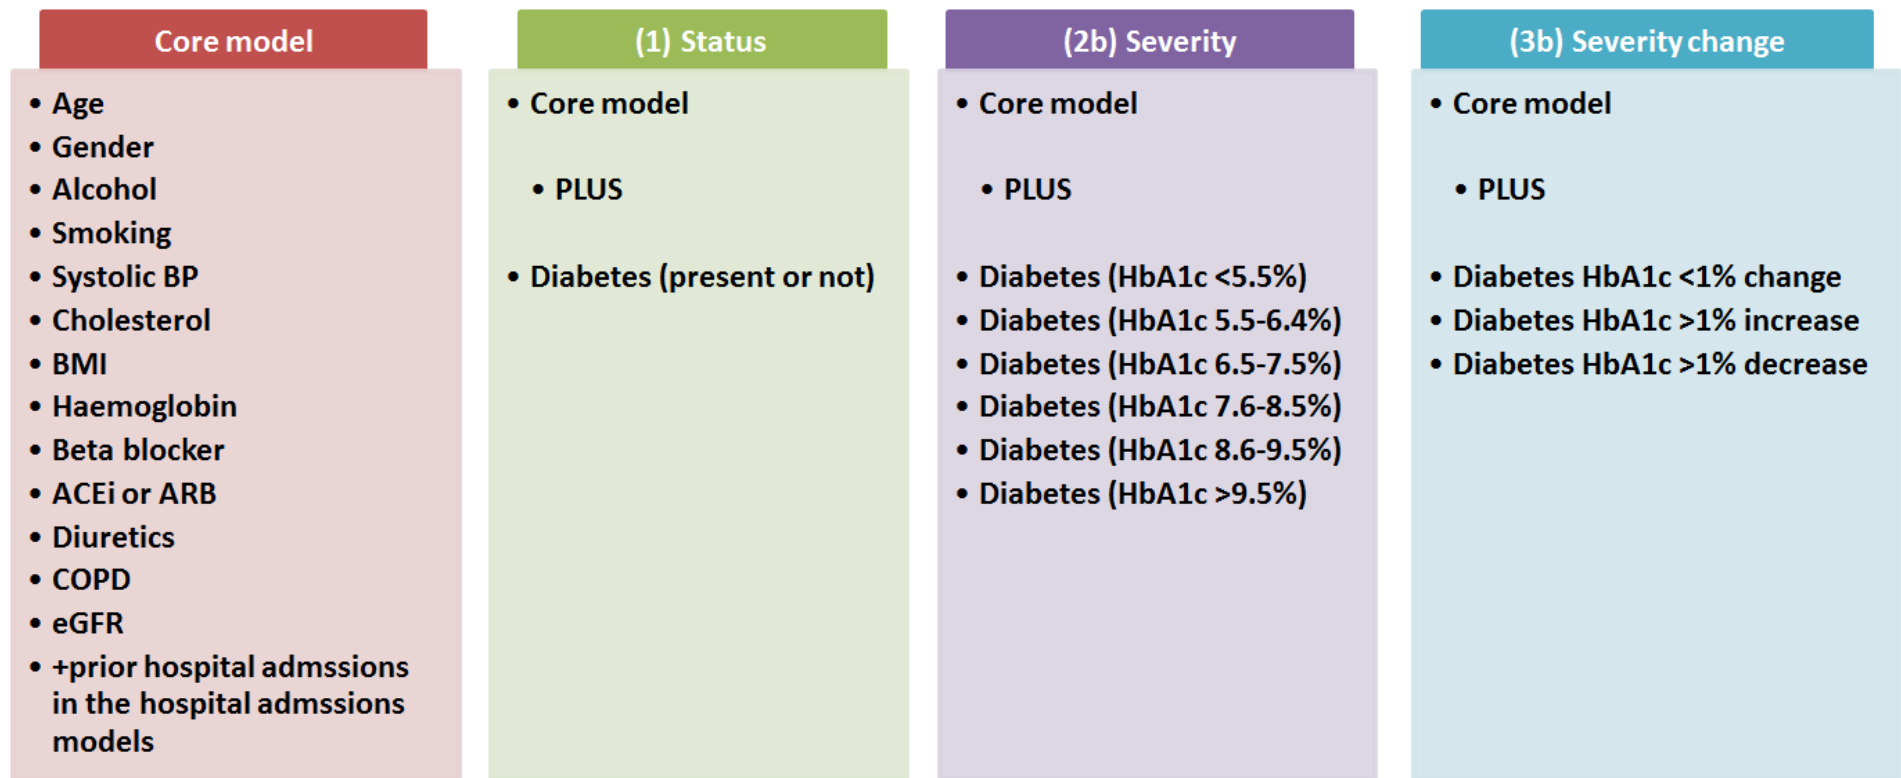 Core model
• Age
• Gender
• Alcohol
• Smoking
• Systolic BP
• Cholesterol
• BMI
• Haemoglobin
• Beta blocker
• ACEi or ARB
• Diuretics
• COPD
• eGFR
• +prior hospital admssions
in the hospital admssions
models
(1) Status
• Core model
• PLUS
• Diabetes (present or not)
(2b) Severity
• Core model
• PLUS
• Diabetes (HbA1c <5.5%)
• Diabetes (HbA1c 5.5-6.4%)
• Diabetes (HbA1c 6.5-7.5%)
• Diabetes (HbA1c 7.6-8.5%)
• Diabetes (HbA1c 8.6-9.5%)
• Diabetes (HbA1c >9.5%)
(3b) Severity change
• Core model
• PLUS
• Diabetes HbA1c <1% change
• Diabetes HbA1c >1% increase
• Diabetes HbA1c >1% decrease